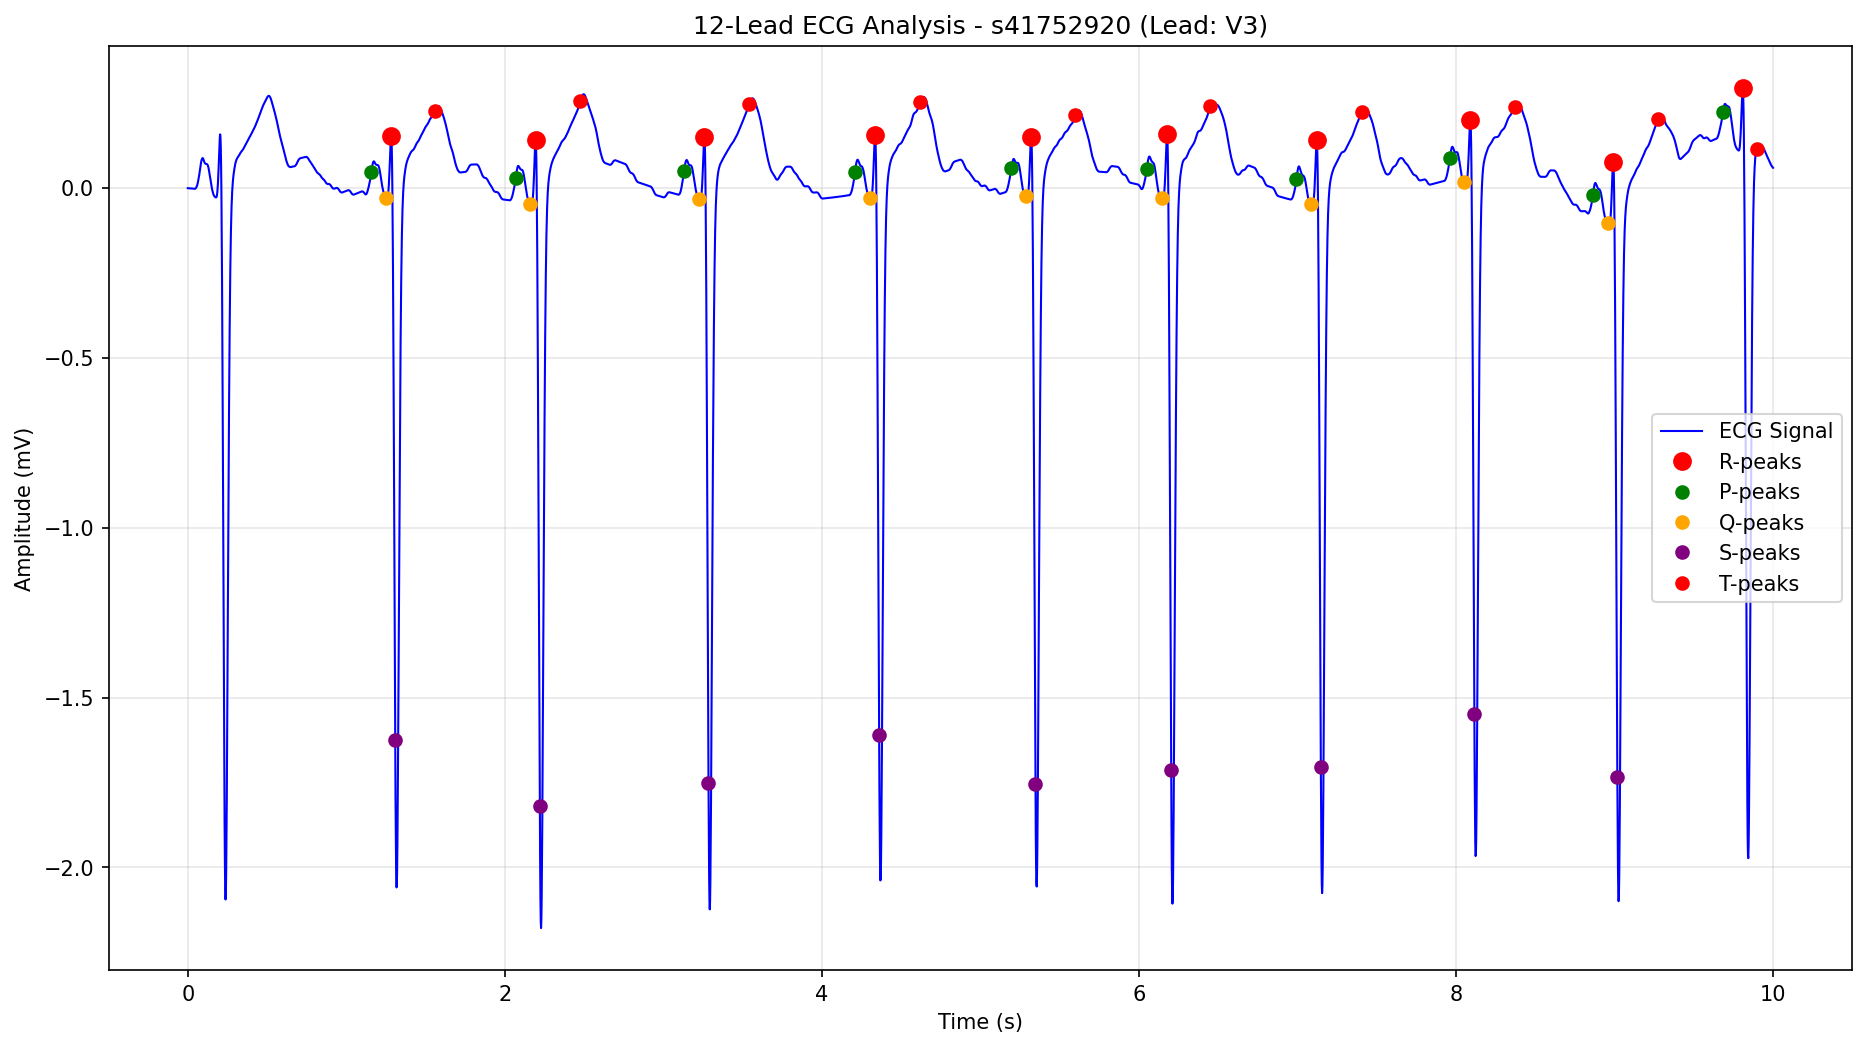 12-Lead ECG Analysis - s41752920 (Lead: V3)
Amplitude (mV)
0.0
−0.5
−1.0
−1.5
−2.0
ECG Signal
R-peaks
P-peaks
Q-peaks
S-peaks
T-peaks
0 2 4 6 8 10
Time (s)